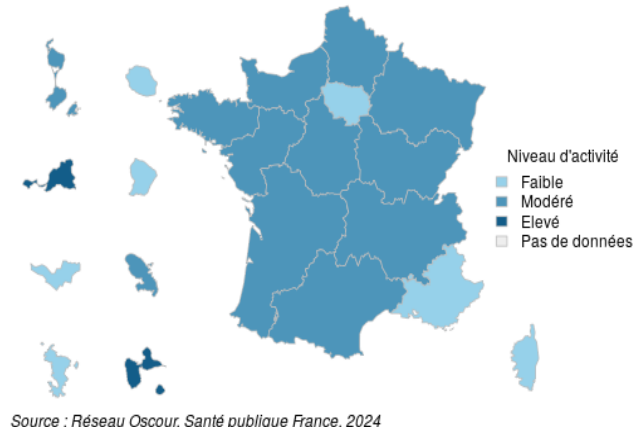 Niveau d'activité
Faible
Modéré
Elevé
Pas de données
Source : Réseau Oscour, Santé publique France, 2024